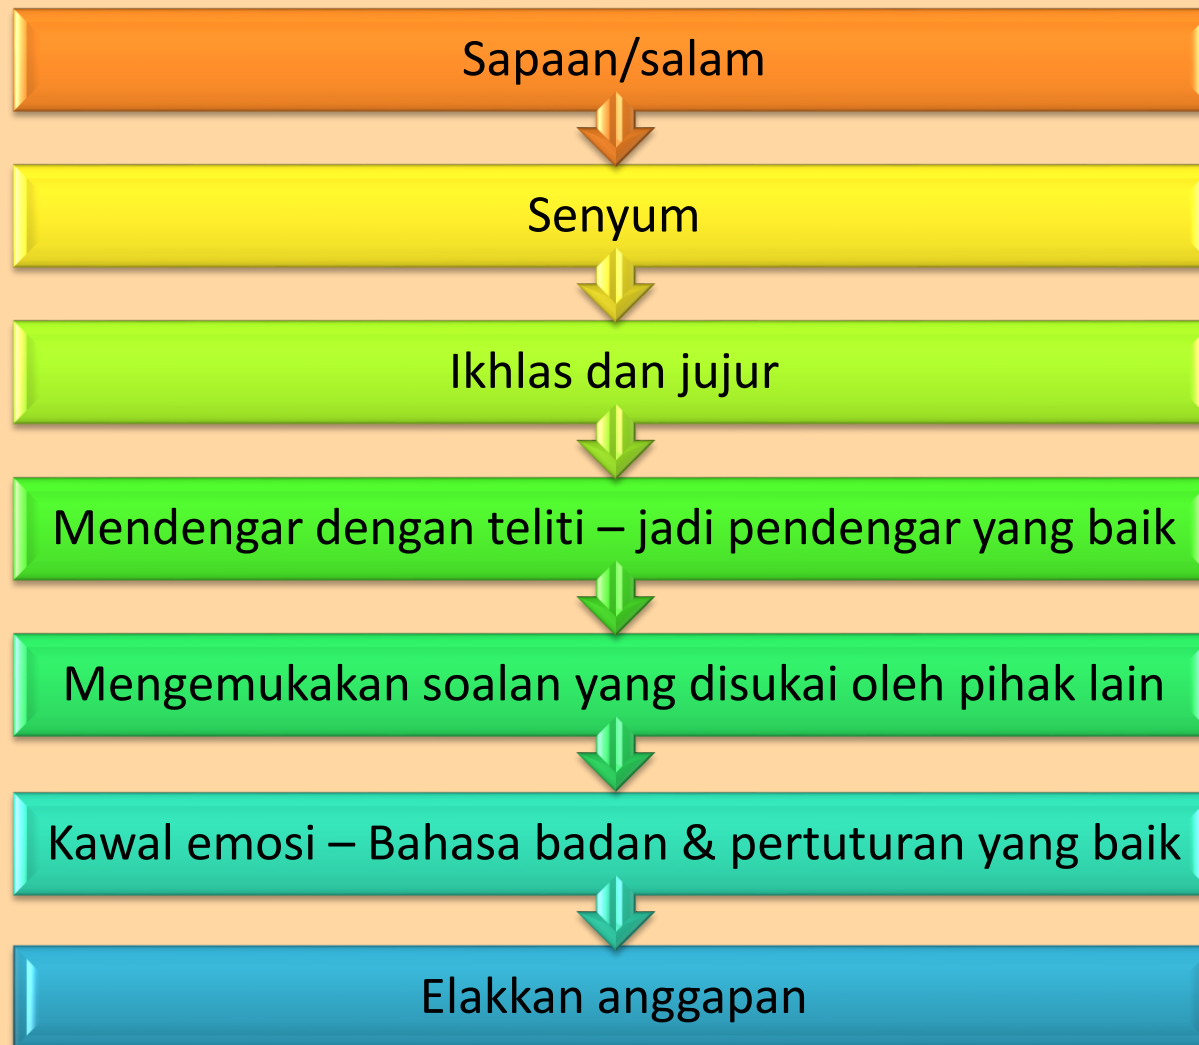 Sapaan/salam
Senyum
Ikhlas dan jujur
Mendengar dengan teliti – jadi pendengar yang baik
Mengemukakan soalan yang disukai oleh pihak lain
Kawal emosi – Bahasa badan & pertuturan yang baik
Elakkan anggapan